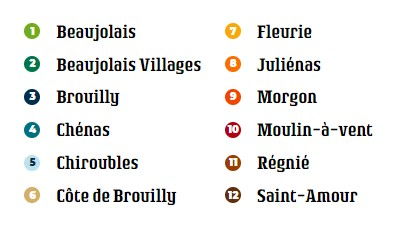 1 Beaujolais
2 Beaujolais Villages
3 Brouilly
4 Chénas
5 Chiroubles
6 Côte de Brouilly
7 Fleurie
8 Juliénas
9 Morgon
10 Moulin-à-vent
11 Régnié
12 Saint-Amour